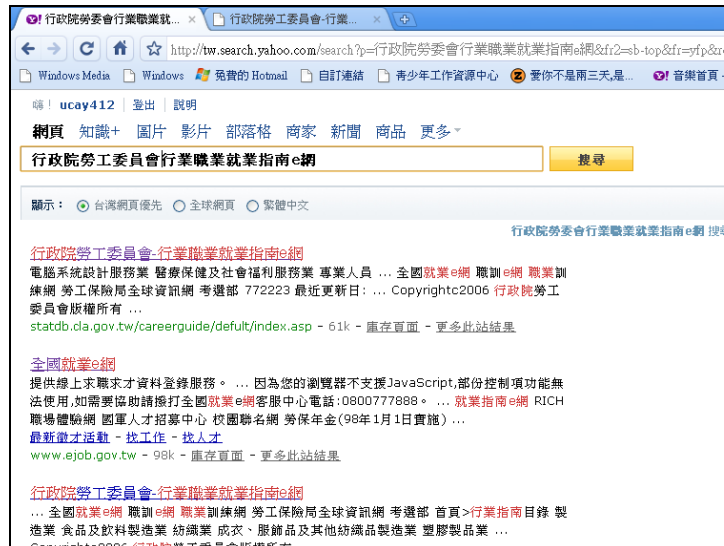 行政院勞委會行業職業就... × 行政院勞工委員會-行業... ×
http://tw.search.yahoo.com/search?p=行政院勞委會行業職業就業指南e網&fr2=sb-top&fr=yfp&r
Windows Media Windows 免費的 Hotmail 自訂連結 青少年工作資源中心 愛你不是兩三天,是... 音樂首頁 -
嗨! ucay412 | 登出 | 說明
網頁 知識+ 圖片 影片 部落格 商家 新聞 商品 更多
行政院勞工委員會行業職業就業指南e網 搜尋
顯示: 台灣網頁優先 全球網頁 繁體中文
行政院勞委會行業職業就業指南e網 搜
行政院勞工委員會-行業職業就業指南e網
電腦系統設計服務業 醫療保健及社會福利服務業 專業人員 ... 全國就業e網 職訓e網 職業訓
練網 勞工保險局全球資訊網 考選部 772223 最近更新日: ... Copyrightc2006 行政院勞工
委員會版權所有 ...
statdb.cla.gov.tw/careerguide/defult/index.asp - 61k - 庫存頁面 - 更多此站結果
全國就業e網
提供線上求職求才資料登錄服務。 ... 因為您的瀏覽器不支援JavaScript,部份控制項功能無
法使用,如需要協助請撥打全國就業e網客服中心電話:0800777888。 ... 就業指南e網 RICH
職場體驗網 國軍人才招募中心 校園聯名網 勞保年金(98年1月1日實施) ...
最新徵才活動 - 找工作 - 找人才
www.ejob.gov.tw - 98k - 庫存頁面 - 更多此站結果
行政院勞工委員會-行業職業就業指南e網
... 全國就業e網 職訓e網 職業訓練網 勞工保險局全球資訊網 考選部 首頁>行業指南目錄 製
造業 食品及飲料製造業 紡織業 成衣、服飾品及其他紡織品製造業 塑膠製品業 ...